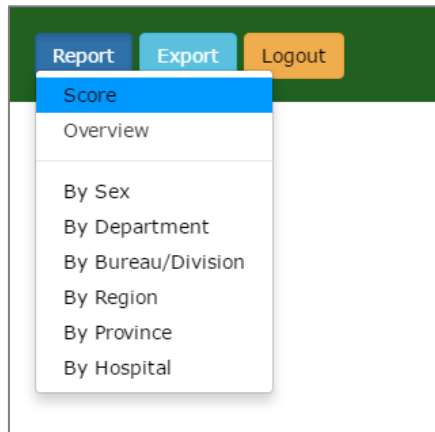 Report Export Logout
Score
Overview
By Sex
By Department
By Bureau/Division
By Region
By Province
By Hospital